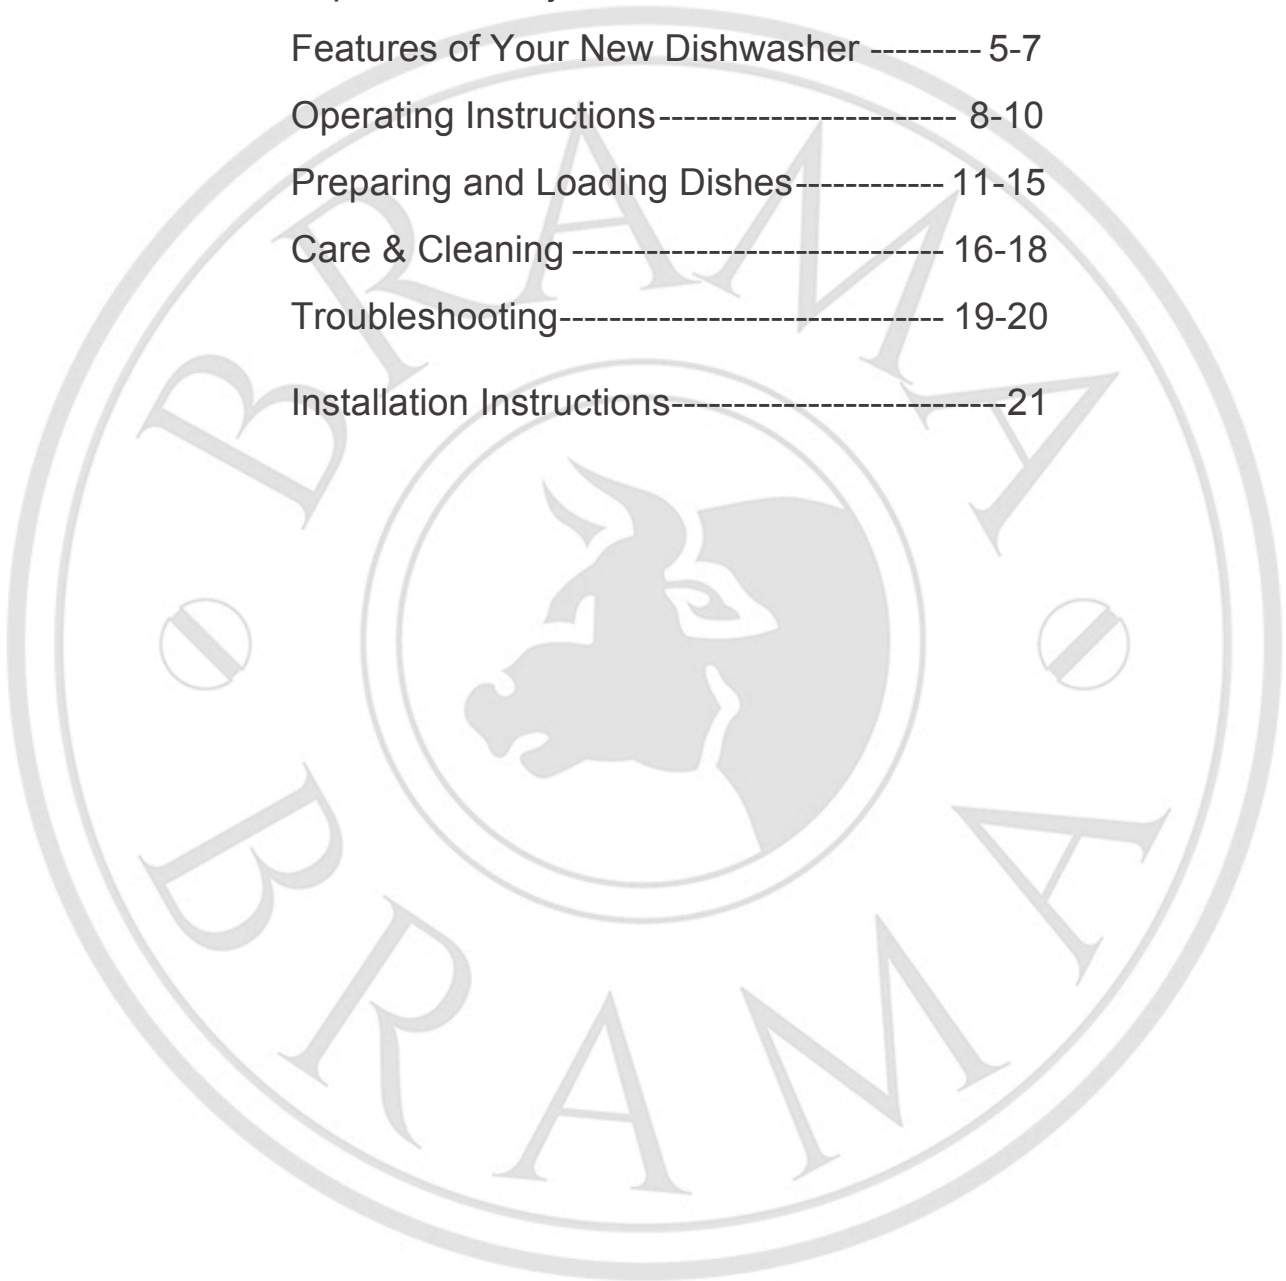 Features of Your New Dishwasher --------- 5-7
Operating Instructions------------------------ 8-10
Preparing and Loading Dishes------------ 11-15
Care & Cleaning ------------------------------ 16-18
Troubleshooting------------------------------- 19-20
Installation Instructions---------------------------21
BRAMA
BRAMA